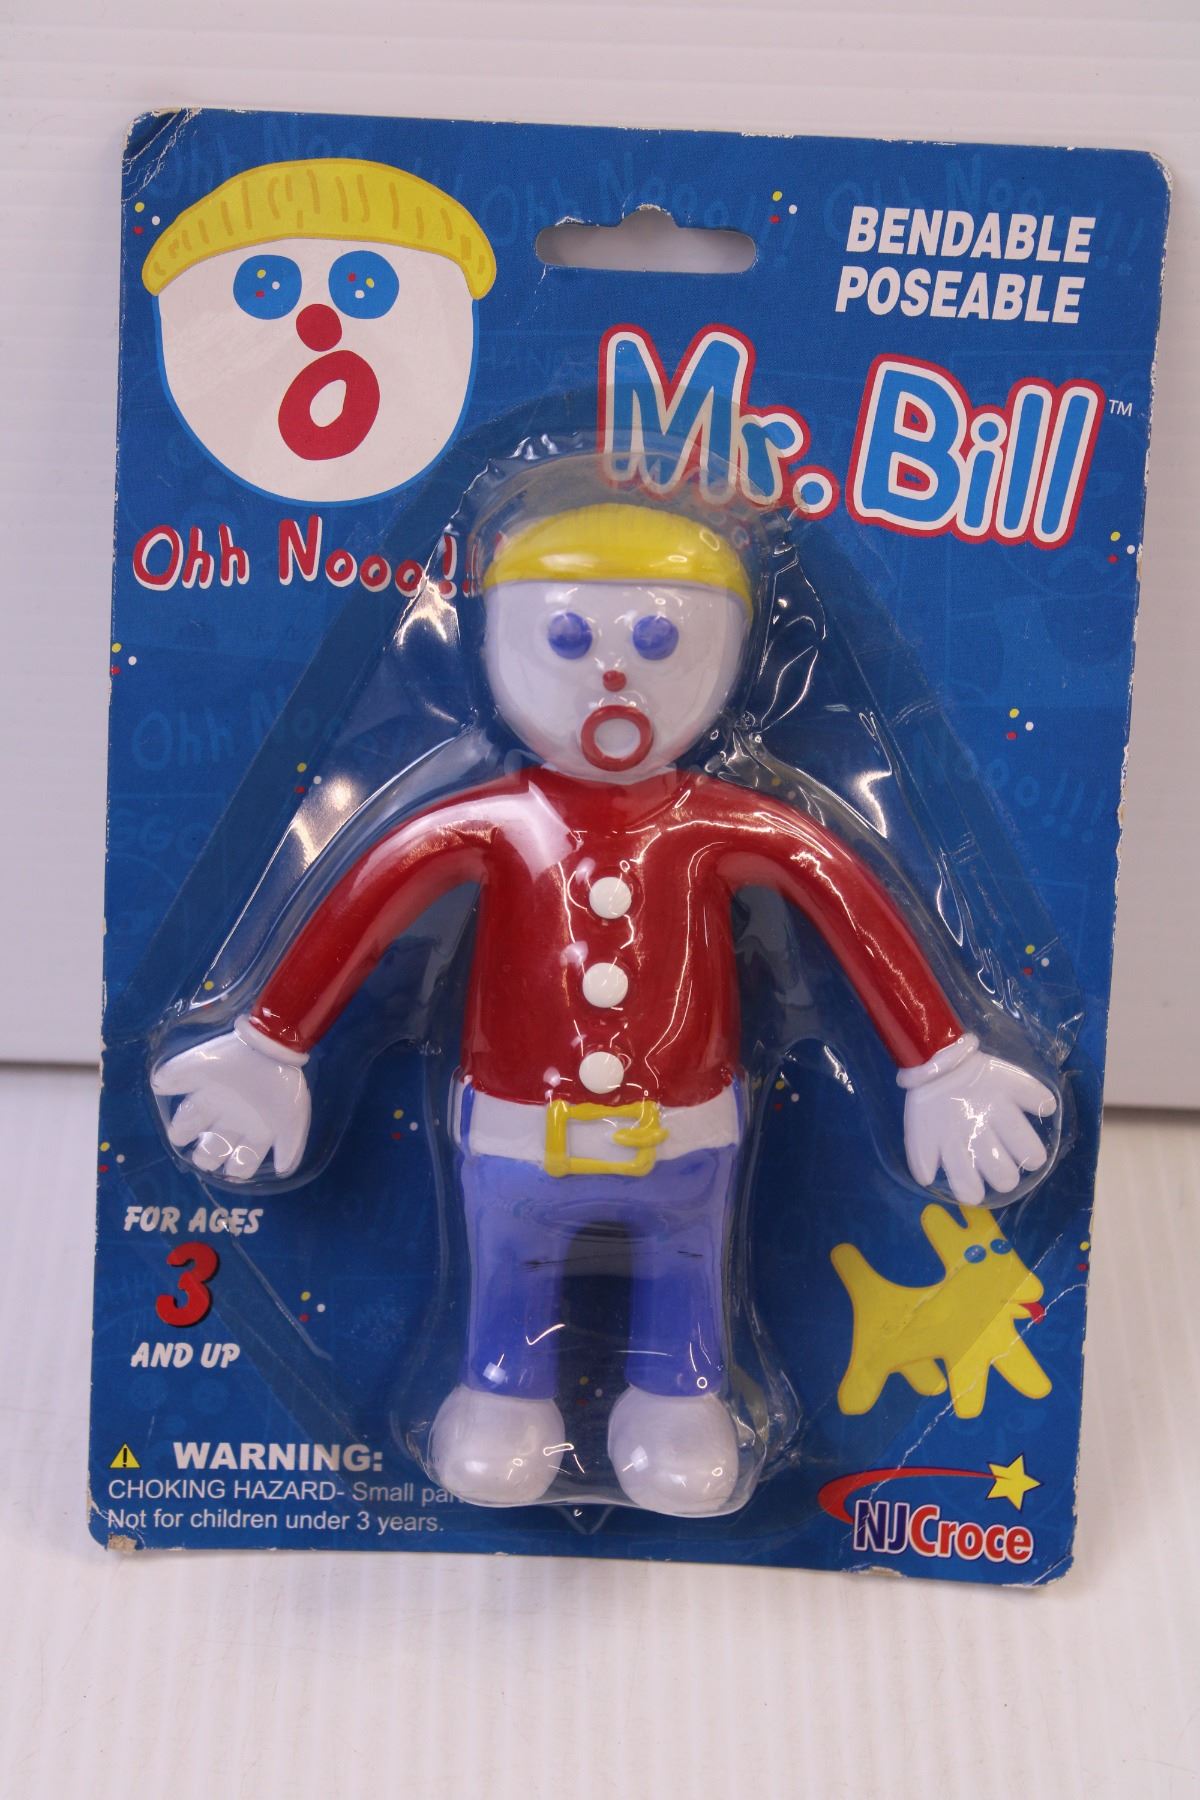 BENDABLE
POSEABLE
Mr. Bill™
Ohh Nooo!!
FOR AGES
3
AND UP
WARNING:
CHOKING HAZARD- Small
Not for children under 3 years.
NJCroce